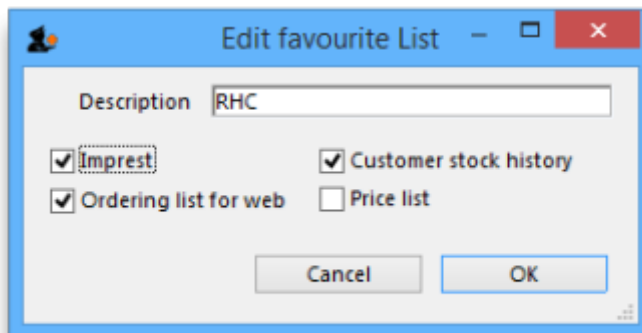 Edit favourite List
Description RHC
Imprest Customer stock history
Ordering list for web Price list
Cancel OK